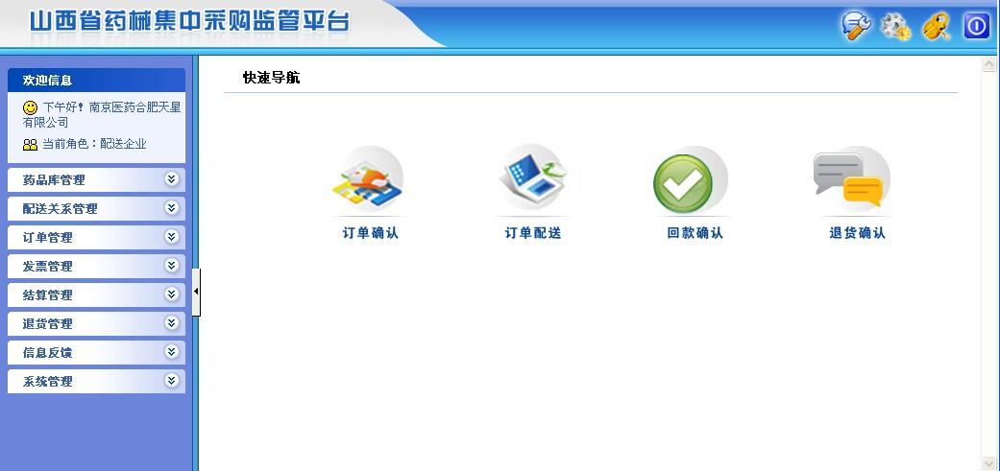 山西省药械集中采购监管平台
欢迎信息
下午好！南京医药合肥天星
有限公司
当前角色：配送企业
药品库管理
配送关系管理
订单管理
发票管理
结算管理
退货管理
信息反馈
系统管理
快速导航
订单确认
订单配送
回款确认
退货确认